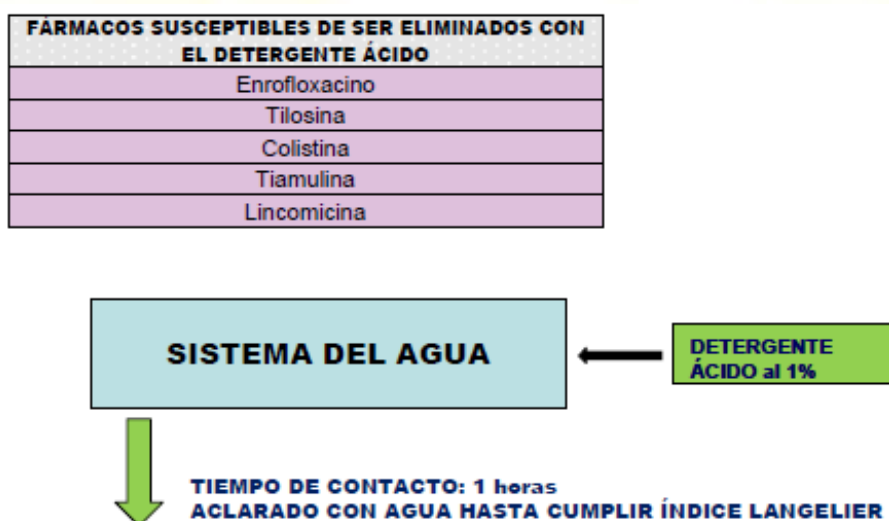 FÁRMACOS SUSCEPTIBLES DE SER ELIMINADOS CON
EL DETERGENTE ÁCIDO
Enrofloxacino
Tilosina
Colistina
Tiamulina
Lincomicina
SISTEMA DEL AGUA
DETERGENTE
ÁCIDO al 1%
TIEMPO DE CONTACTO: 1 horas
ACLARADO CON AGUA HASTA CUMPLIR ÍNDICE LANGELIER